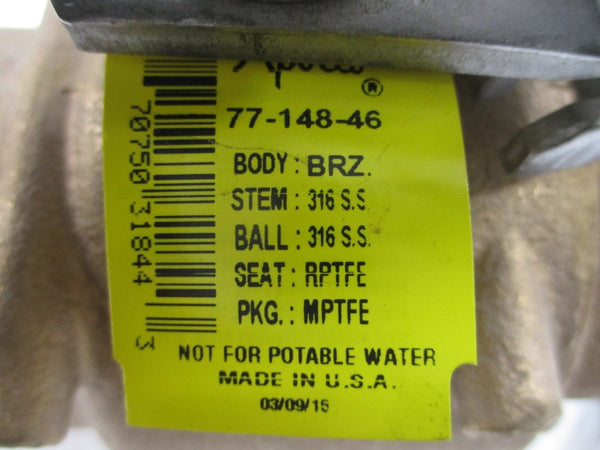 Apollo
®
77-148-46
BODY: BRZ.
STEM: 316 S.S.
BALL: 316 S.S.
SEAT: RPTFE
PKG.: MPTFE
NOT FOR POTABLE WATER
MADE IN U.S.A.
03/09/15
70750 31844 3